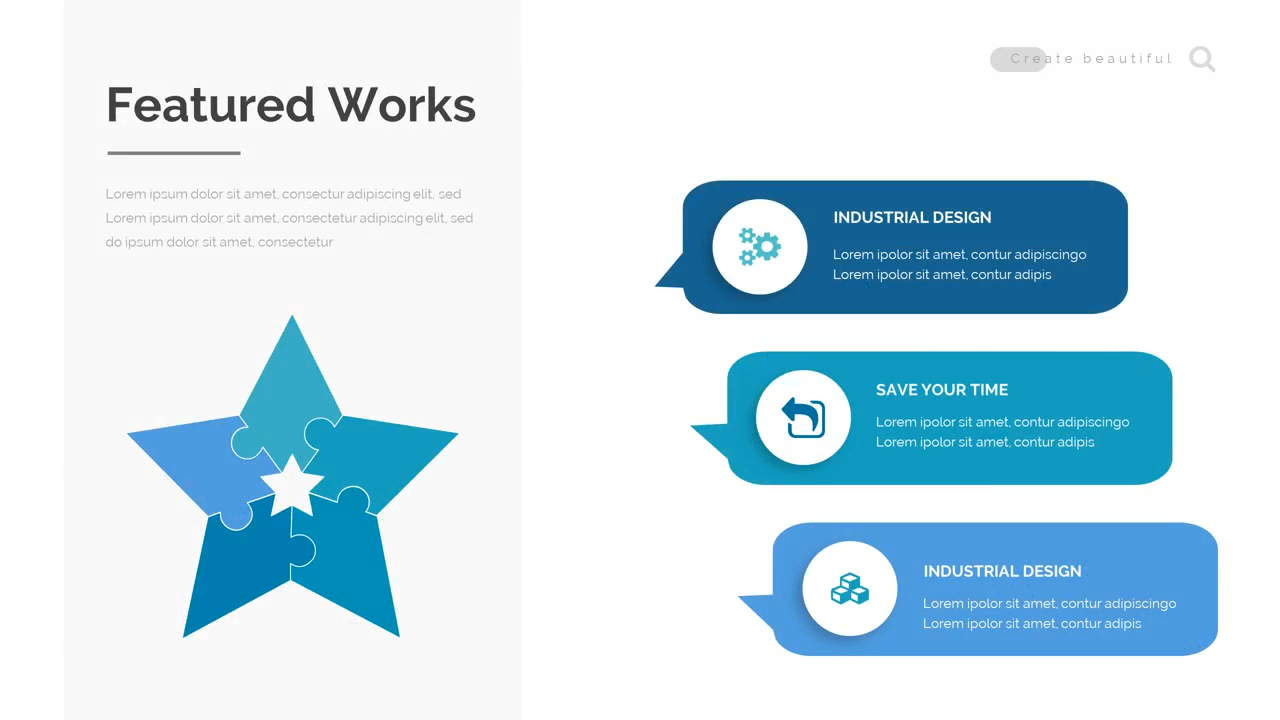 Create beautiful
Featured Works
Lorem ipsum dolor sit amet, consectur adipiscing elit, sed
Lorem ipsum dolor sit amet, consectetur adipiscing elit, sed
do ipsum dolor sit amet, consectetur
INDUSTRIAL DESIGN
Lorem ipolor sit amet, contur adipiscingo
Lorem ipolor sit amet, contur adipis
SAVE YOUR TIME
Lorem ipolor sit amet, contur adipiscingo
Lorem ipolor sit amet, contur adipis
INDUSTRIAL DESIGN
Lorem ipolor sit amet, contur adipiscingo
Lorem ipolor sit amet, contur adipis